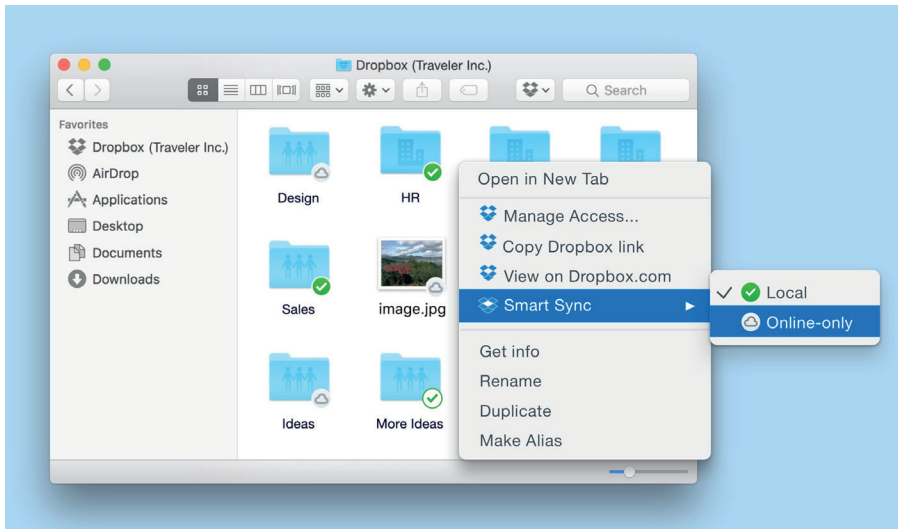 Dropbox (Traveler Inc.)
Search
Favorites
Dropbox (Traveler Inc.)
AirDrop
Applications
Desktop
Documents
Downloads
Design
HR
Sales
image.jpg
Ideas
More Ideas
Open in New Tab
Manage Access...
Copy Dropbox link
View on Dropbox.com
Smart Sync
Get info
Rename
Duplicate
Make Alias
Local
Online-only